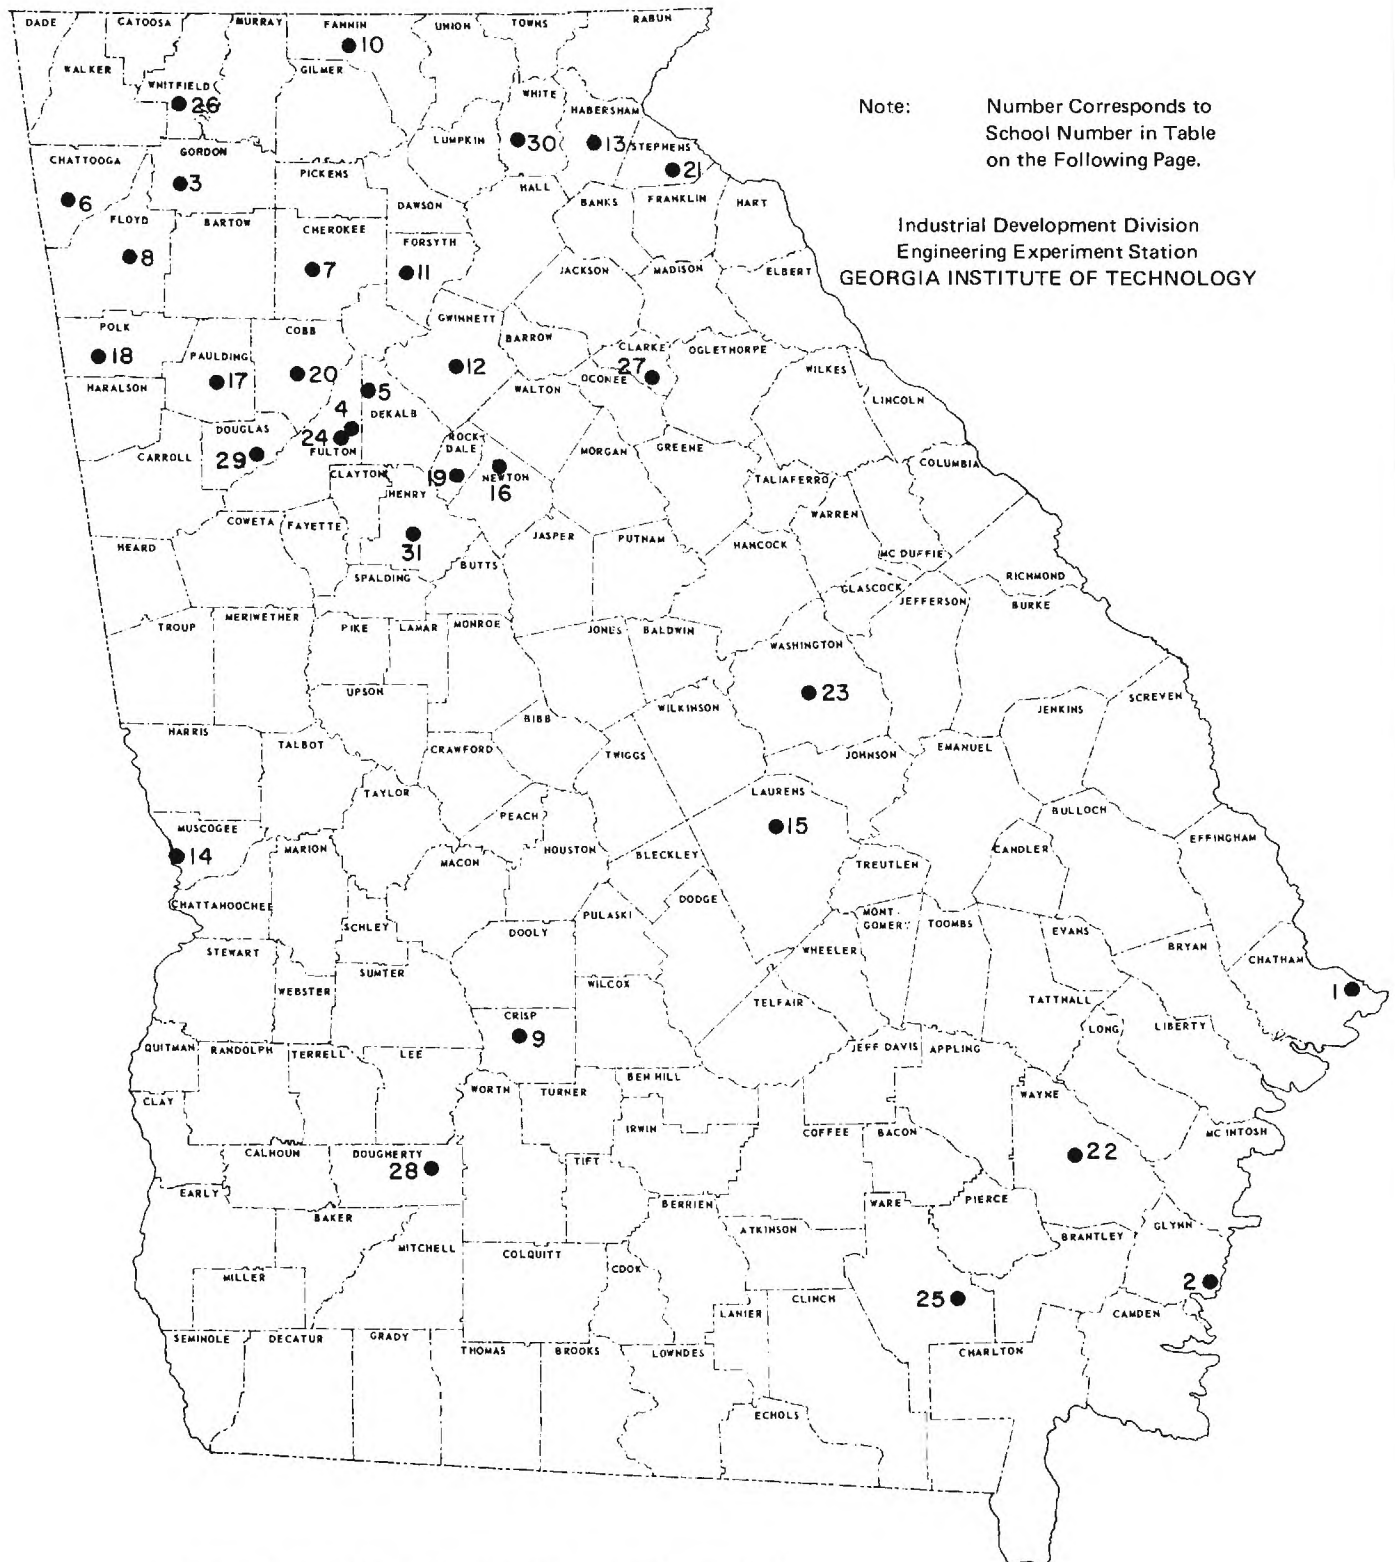 DADE CATOOSA MURRAY FANNIN UNION TOWNS RABUN
10
WALKER GILMER
WHITFIELD
26
WHITE
HABERSHAM
Note: Number Corresponds to
School Number in Table
on the Following Page.
LUMPKIN 30 13 STEPHENS
21
CHATTOOGA GORDON
3 PICKENS
HALL
6
BANKS FRANKLIN HART
DAWSON
FLOYD BARTOW CHEROKEE
FORSYTH
Industrial Development Division
Engineering Experiment Station
GEORGIA INSTITUTE OF TECHNOLOGY
8 7 11
JACKSON MADISON ELBERT
GWINNETT
POLK COBB
BARROW
CLARKE OGLETHORPE
18 PAULDING
20 12 27
WILKES
HARALSON 17 5
WALTON OCONEE
LINCOLN
4 DEKALB
DOUGLAS
24
FULTON
ROCK-
DALE
MORGAN GREENE
CARROLL 29
COLUMBIA
CLAYTON 19 NEWTON
16
TALIAFERRO
HENRY
WARREN
COWETA FAYETTE
31
HEARD
JASPER PUTNAM HANCOCK
MC DUFFIE
BUTTS
SPALDING
RICHMOND
GLASCOCK
JEFFERSON BURKE
TROUP MERIWETHER PIKE LAMAR MONROE JONES BALDWIN
WASHINGTON
23
UPSON
SCREVEN
WILKINSON JENKINS
BIBB
HARRIS TALBOT CRAWFORD TWIGGS JOHNSON EMANUEL
TAYLOR LAURENS
PEACH
15
BULLOCH
MUSCOGEE
14
MARION MACON HOUSTON BLECKLEY CANDLER EFFINGHAM
TREUTLEN
CHATTAHOOCHEE
DODGE
PULASKI
MONT-
GOMERY
SCHLEY DOOLY TOOMBS EVANS
STEWART WHEELER BRYAN
CHATHAM
SUMTER
WEBSTER WILCOX
1
TELFAIR TATTNALL
CRISP
9
LONG LIBERTY
QUITMAN RANDOLPH TERRELL LEE JEFF DAVIS APPLING
BEN HILL
WORTH TURNER WAYNE
CLAY
IRWIN COFFEE BACON MC INTOSH
CALHOUN DOUGHERTY
28
TIFT
22
EARLY
BERRIEN WARE PIERCE
BAKER
ATKINSON
GLYNN
BRANTLEY
MITCHELL COLQUITT
COOK
MILLER
2
25
CLINCH
LANIER CAMDEN
SEMINOLE DECATUR GRADY THOMAS BROOKS LOWNDES CHARLTON
ECHOLS